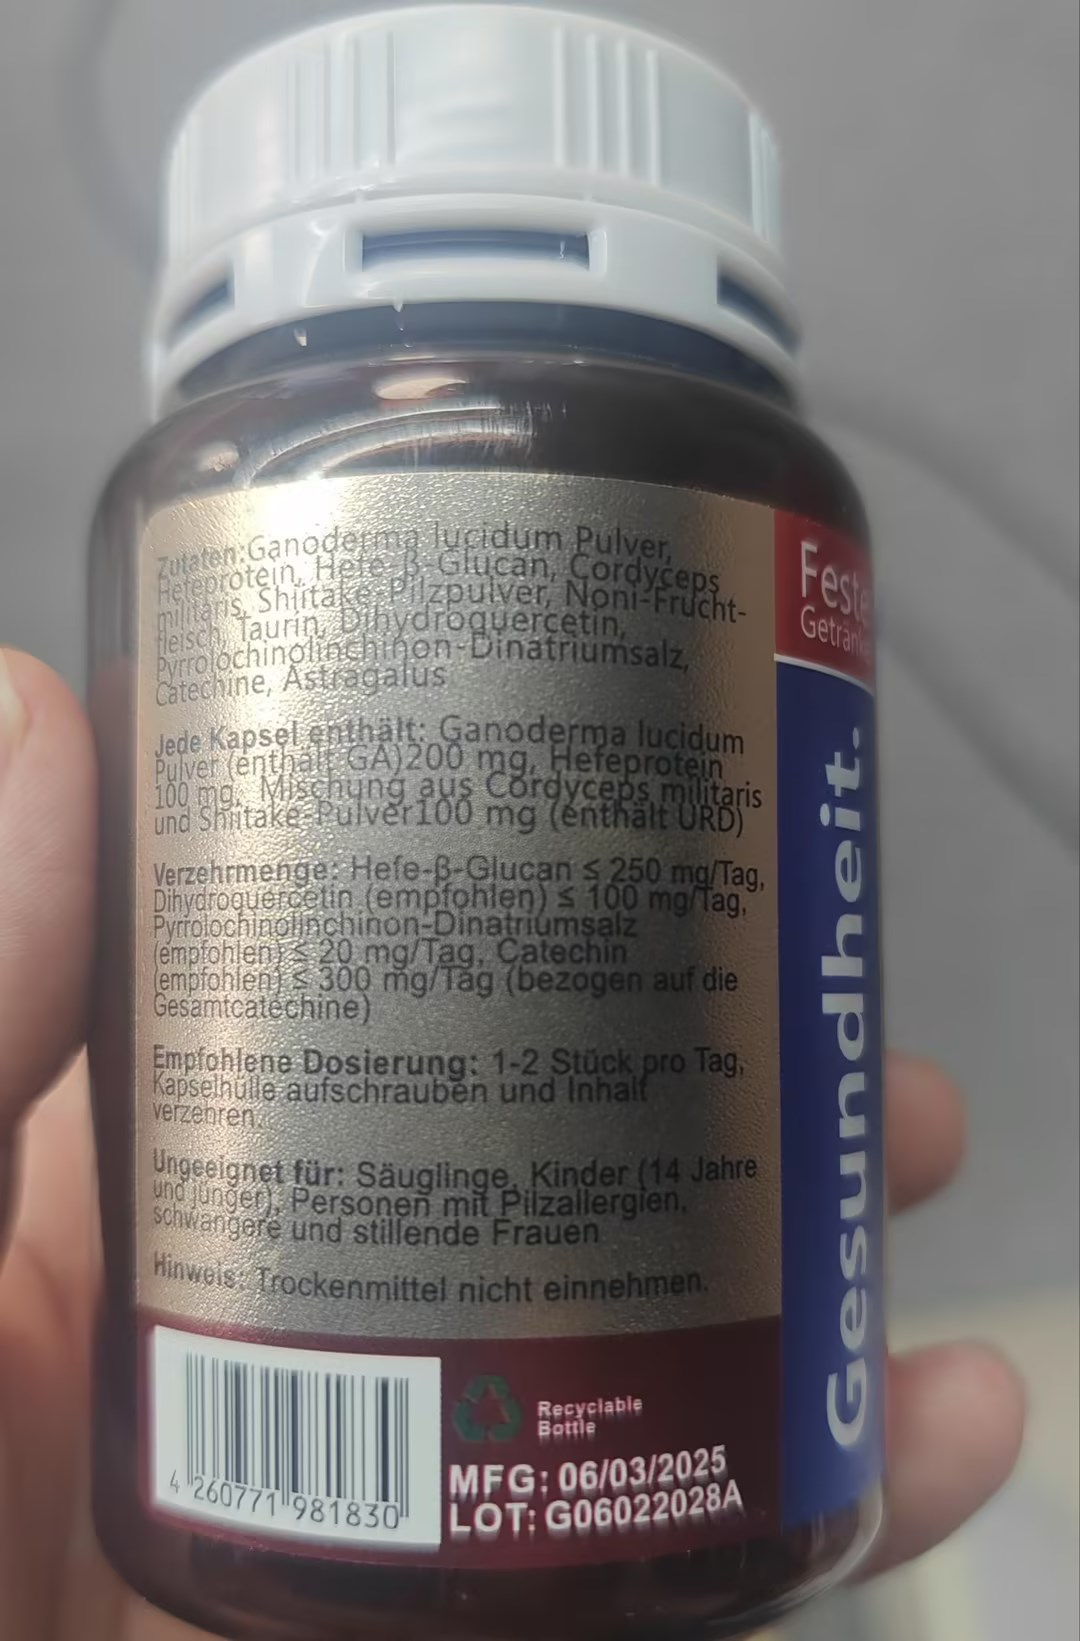 Zutaten:Ganoderma lucidum Pulver,
Hefeprotein, Hefe-β-Glucan, Cordyceps
militaris, Shiitake-Pilzpulver, Noni-Frucht-
fleisch, Taurin, Dihydroquercetin,
Pyrrolochinolinchinon-Dinatriumsalz,
Catechine, Astragalus
Jede Kapsel enthält: Ganoderma lucidum
Pulver (enthält GA)200 mg, Hefeprotein
100 mg, Mischung aus Cordyceps militaris
und Shiitake-Pulver100 mg (enthält URD)
Verzehrmenge: Hefe-β-Glucan ≤ 250 mg/Tag,
Dihydroquercetin (empfohlen) ≤ 100 mg/Tag,
Pyrrolochinolinchinon-Dinatriumsalz
(empfohlen) ≤ 20 mg/Tag, Catechin
(empfohlen) ≤ 300 mg/Tag (bezogen auf die
Gesamtcatechine)
Empfohlene Dosierung: 1-2 Stück pro Tag,
Kapselhülle aufschrauben und Inhalt
verzehren.
Ungeeignet für: Säuglinge, Kinder (14 Jahre
und jünger), Personen mit Pilzallergien,
schwangere und stillende Frauen
Hinweis: Trockenmittel nicht einnehmen.
4 260771 981830
Recyclable
Bottle
MFG: 06/03/2025
LOT: G06022028A
Feste
Getränke
Gesundheit.